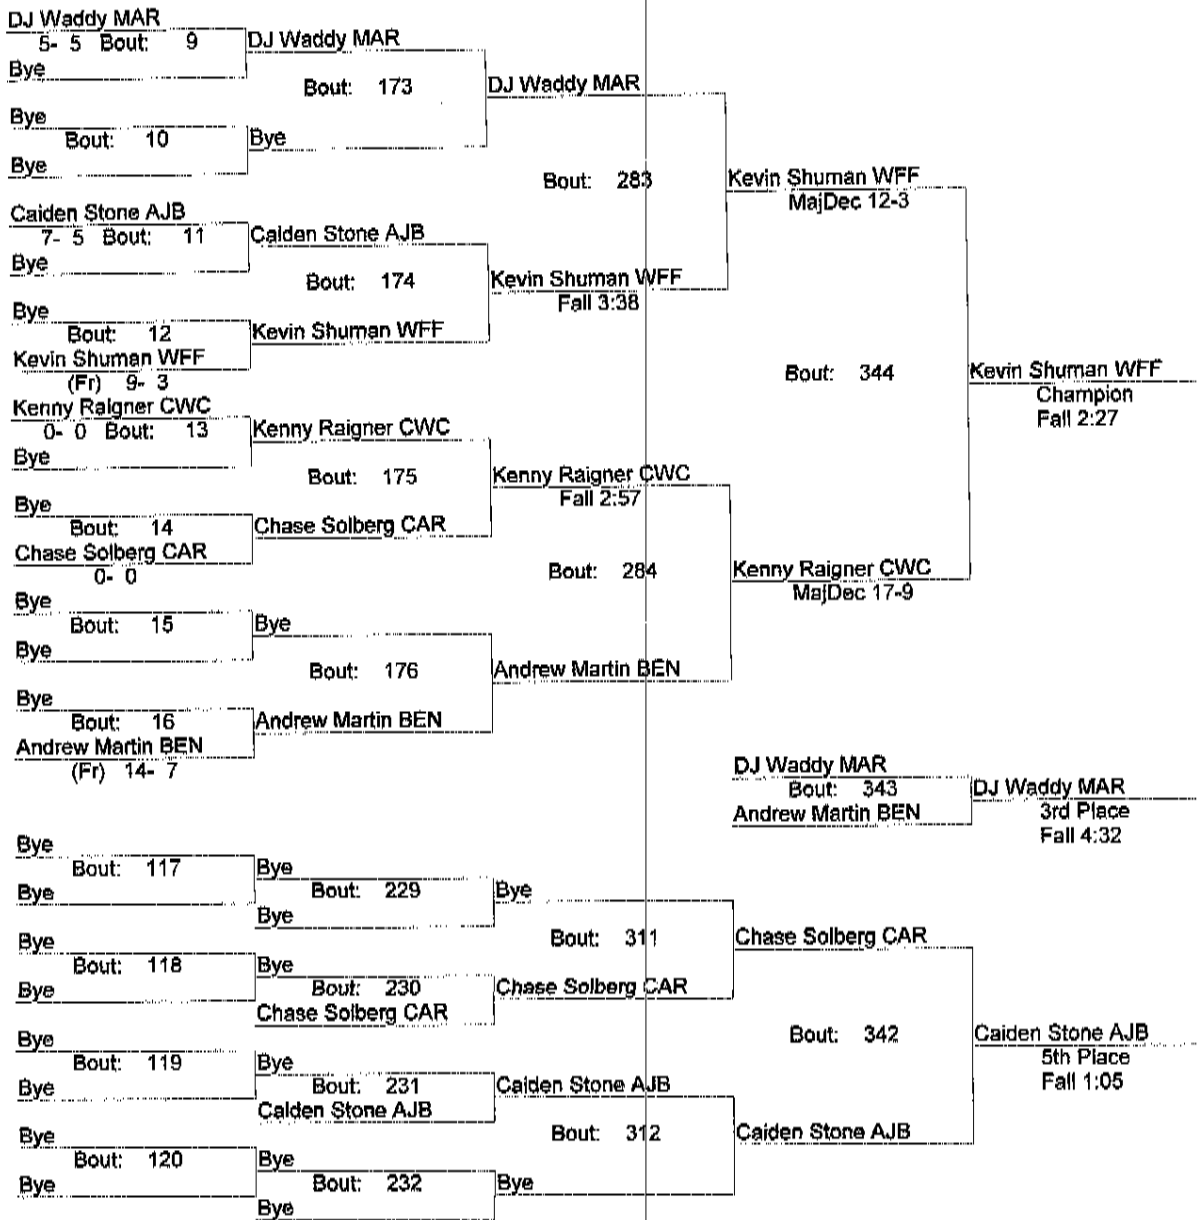 DJ Waddy MAR
5- 5 Bout: 9
DJ Waddy MAR
Bye
Bout: 173
DJ Waddy MAR
Bye
Bout: 10
Bye
Bye
Bout: 283
Kevin Shuman WFF
MajDec 12-3
Caiden Stone AJB
7- 5 Bout: 11
Caiden Stone AJB
Bye
Bout: 174
Kevin Shuman WFF
Fall 3:38
Bye
Bout: 12
Kevin Shuman WFF
Kevin Shuman WFF
(Fr) 9- 3
Bout: 344
Kevin Shuman WFF
Champion
Fall 2:27
Kenny Raigner CWC
0- 0 Bout: 13
Kenny Raigner CWC
Bye
Bout: 175
Kenny Raigner CWC
Fall 2:57
Bye
Bout: 14
Chase Solberg CAR
Chase Solberg CAR
0- 0
Bout: 284
Kenny Raigner CWC
MajDec 17-9
Bye
Bout: 15
Bye
Bye
Bout: 176
Andrew Martin BEN
Bye
Bout: 16
Andrew Martin BEN
Andrew Martin BEN
(Fr) 14- 7
DJ Waddy MAR
Bout: 343
DJ Waddy MAR
Andrew Martin BEN
3rd Place
Fall 4:32
Bye
Bout: 117
Bye
Bye
Bout: 229
Bye
Bye
Bye
Bout: 118
Bye
Bye
Bout: 230
Chase Solberg CAR
Chase Solberg CAR
Bout: 311
Chase Solberg CAR
Bye
Bout: 119
Bye
Bye
Bout: 231
Caiden Stone AJB
Caiden Stone AJB
Bout: 342
Caiden Stone AJB
5th Place
Fall 1:05
Bye
Bout: 120
Bye
Bye
Bout: 232
Bye
Bye
Bout: 312
Caiden Stone AJB